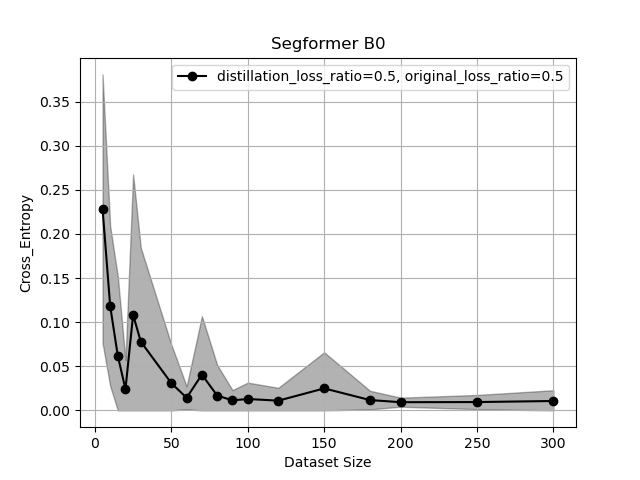 Segformer B0
distillation_loss_ratio=0.5, original_loss_ratio=0.5
Cross_Entropy
0.35
0.30
0.25
0.20
0.15
0.10
0.05
0.00
0 50 100 150 200 250 300
Dataset Size